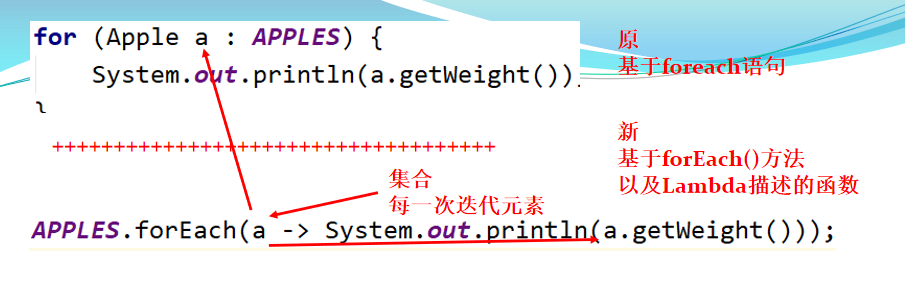 for (Apple a : APPLES) {
System.out.println(a.getWeight())
}
原
基于foreach语句
+++++++++++++++++++++++++++++++++++
新
基于forEach()方法
以及Lambda描述的函数
集合
每一次迭代元素
APPLES.forEach(a -> System.out.println(a.getWeight()));